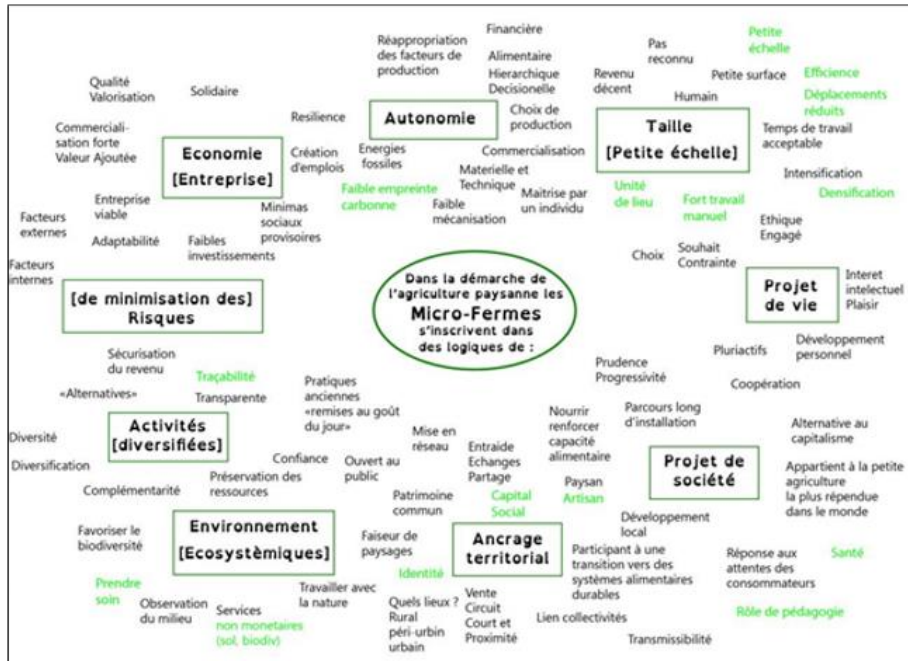 Financière
Réappropriation
des facteurs de
production
Alimentaire
Hierarchique
Decisionelle
Pas
reconnu
Petite
échelle
Qualité
Valorisation
Solidaire
Revenu
décent
Petite surface
Efficience
Humain
Déplacements
réduits
Resilience
Autonomie
Choix de
production
Taille
[Petite échelle]
Temps de travail
acceptable
Commerciali-
sation forte
Valeur Ajoutée
Economie
[Entreprise]
Création
d'emplois
Energies
fossiles
Commercialisation
Intensification
Materielle et
Technique
Faible empreinte
carbonne
Faible
mécanisation
Maitrise par
un individu
Unité
de lieu
Fort travail
manuel
Densification
Facteurs
externes
Entreprise
viable
Minimas
sociaux
provisoires
Ethique
Engagé
Adaptabilité
Faibles
investissements
Choix
Souhait
Contrainte
Facteurs
internes
[de minimisation des]
Risques
Dans la démarche de
l'agriculture paysanne les
Micro-Fermes
s'inscrivent dans
des logiques de :
Projet
de vie
Interet
intelectuel
Plaisir
Sécurisation
du revenu
Traçabilité
Pluriactifs
Développement
personnel
Prudence
Progressivité
Coopération
«Alternatives»
Transparente
Pratiques
anciennes
«remises au goût
du jour»
Activités
[diversifiées]
Nourrir
renforcer
capacité
alimentaire
Parcours long
d'installation
Alternative au
capitalisme
Diversité
Mise en
réseau
Entraide
Echanges
Partage
Diversification
Confiance
Ouvert au
public
Projet de
société
Appartient à la petite
agriculture
la plus répendue
dans le monde
Complémentarité
Préservation des
ressources
Paysan
Artisan
Patrimoine
commun
Capital
Social
Favoriser le
biodiversité
Environnement
[Ecosystèmiques]
Faiseur de
paysages
Ancrage
territorial
Développement
local
Participant à une
transition vers des
systèmes alimentaires
durables
Réponse aux
attentes des
consommateurs
Santé
Identité
Prendre
soin
Observation
du milieu
Services
non monetaires
(sol, biodiv)
Travailler avec
la nature
Quels lieux ?
Rural
péri-urbin
urbain
Vente
Circuit
Court et
Proximité
Lien collectivités
Rôle de pédagogie
Transmissibilité